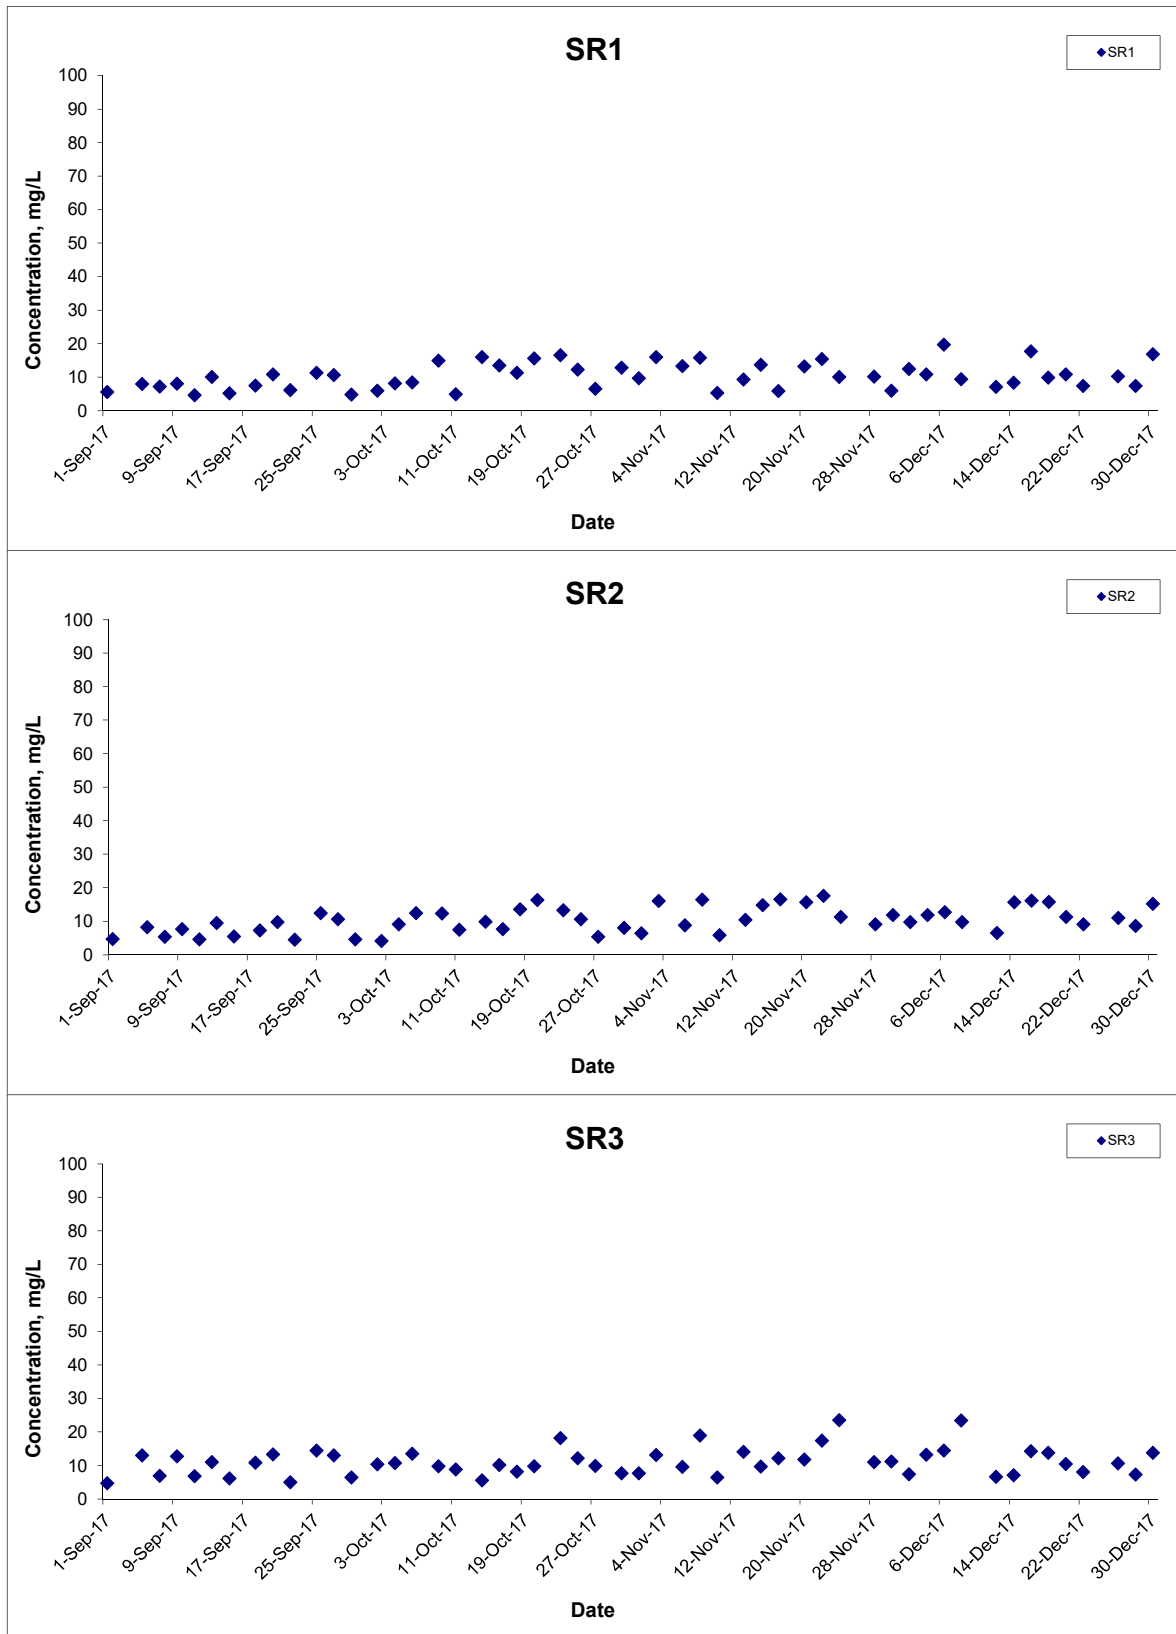 SR1
SR1
Concentration, mg/L
100
90
80
70
60
50
40
30
20
10
0
1-Sep-17
9-Sep-17
17-Sep-17
25-Sep-17
3-Oct-17
11-Oct-17
19-Oct-17
27-Oct-17
4-Nov-17
12-Nov-17
20-Nov-17
28-Nov-17
6-Dec-17
14-Dec-17
22-Dec-17
30-Dec-17
Date
SR2
SR2
Concentration, mg/L
100
90
80
70
60
50
40
30
20
10
0
1-Sep-17
9-Sep-17
17-Sep-17
25-Sep-17
3-Oct-17
11-Oct-17
19-Oct-17
27-Oct-17
4-Nov-17
12-Nov-17
20-Nov-17
28-Nov-17
6-Dec-17
14-Dec-17
22-Dec-17
30-Dec-17
Date
SR3
SR3
Concentration, mg/L
100
90
80
70
60
50
40
30
20
10
0
1-Sep-17
9-Sep-17
17-Sep-17
25-Sep-17
3-Oct-17
11-Oct-17
19-Oct-17
27-Oct-17
4-Nov-17
12-Nov-17
20-Nov-17
28-Nov-17
6-Dec-17
14-Dec-17
22-Dec-17
30-Dec-17
Date